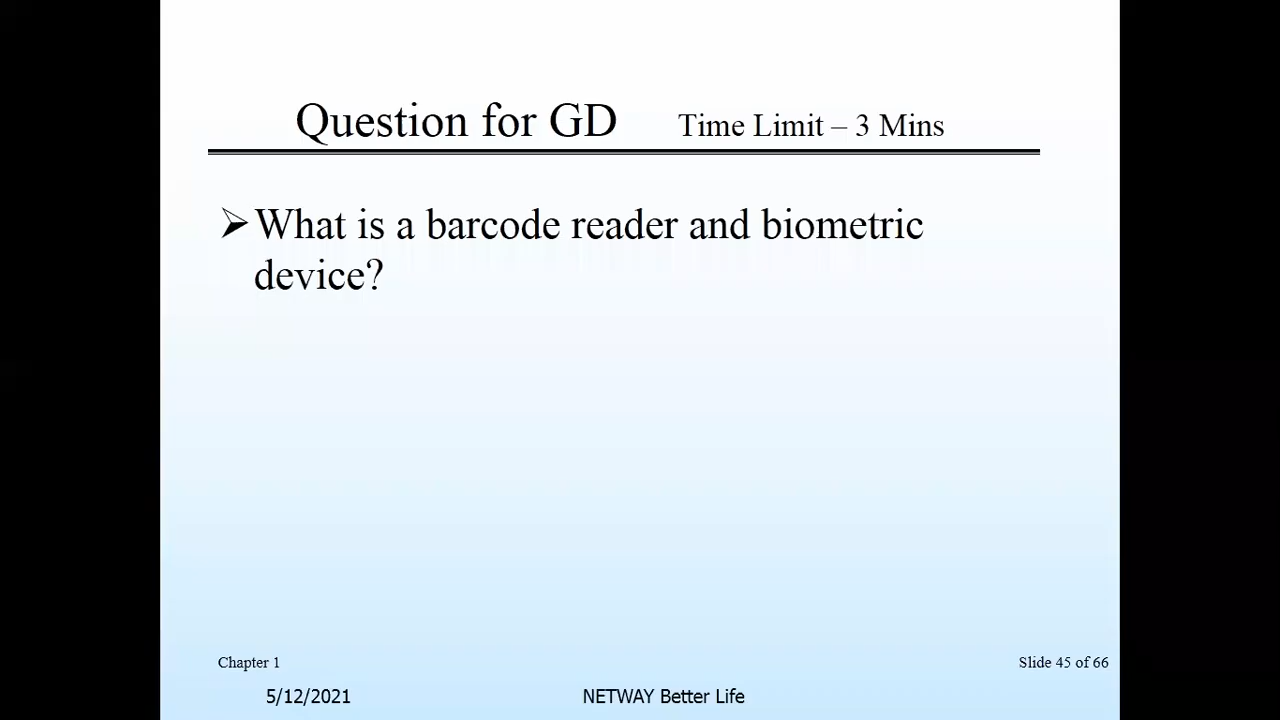 Question for GD Time Limit – 3 Mins
➢What is a barcode reader and biometric
device?
Chapter 1 Slide 45 of 66
5/12/2021 NETWAY Better Life